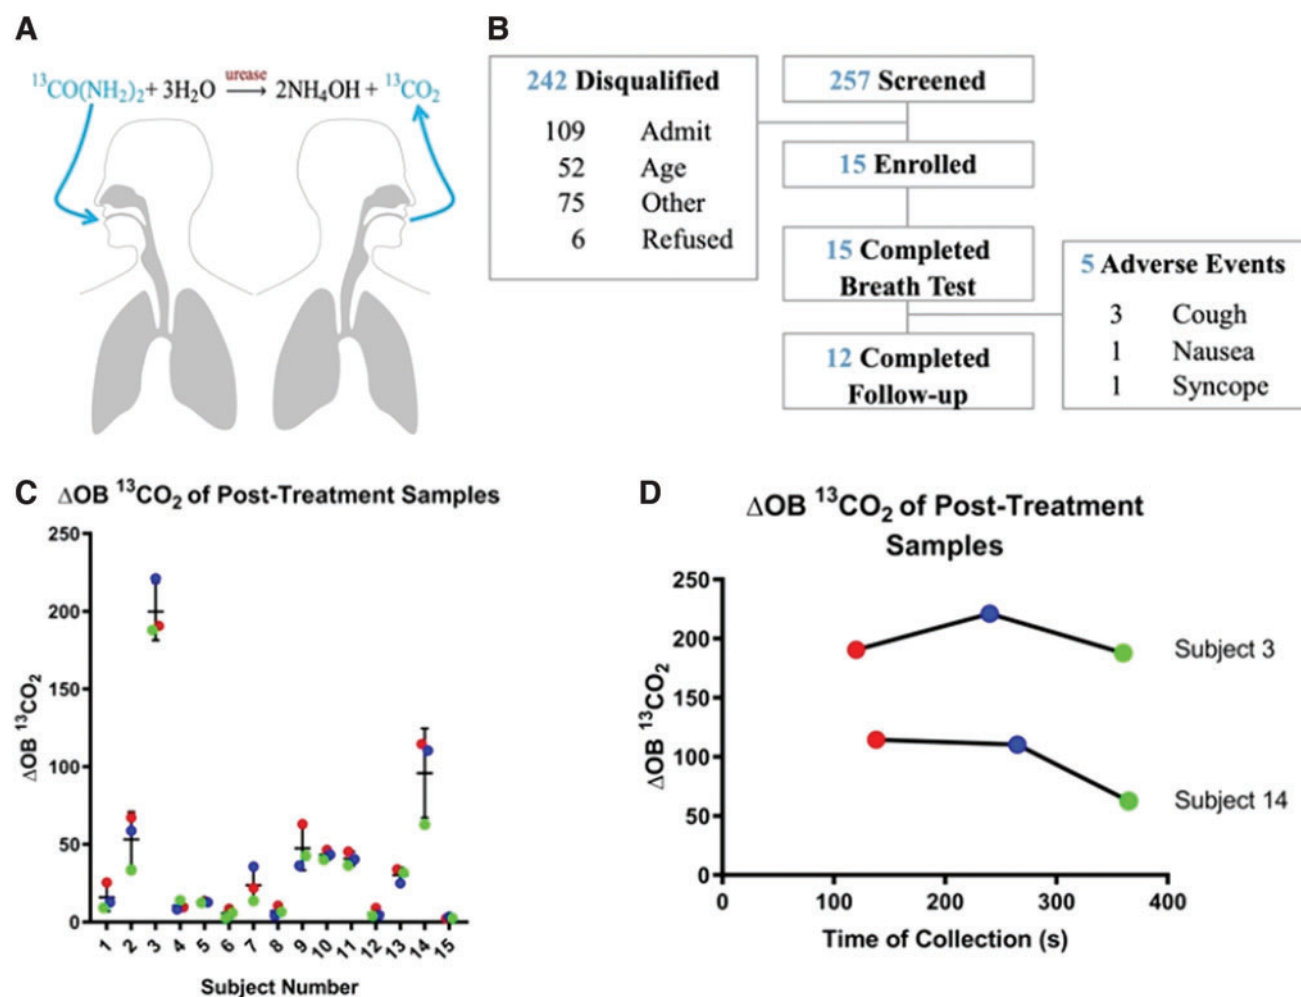 A
¹³CO(NH₂)₂ + 3H₂O urease → 2NH₄OH + ¹³CO₂
B
242 Disqualified
109 Admit
52 Age
75 Other
6 Refused
257 Screened
15 Enrolled
15 Completed
Breath Test
12 Completed
Follow-up
5 Adverse Events
3 Cough
1 Nausea
1 Syncope
C
ΔOB ¹³CO₂ of Post-Treatment Samples
ΔOB ¹³CO₂
250
200
150
100
50
0
1 2 3 4 5 6 7 8 9 10 11 12 13 14 15
Subject Number
D
ΔOB ¹³CO₂ of Post-Treatment
Samples
ΔOB ¹³CO₂
250
200
150
100
50
0
0 100 200 300 400
Time of Collection (s)
Subject 3
Subject 14